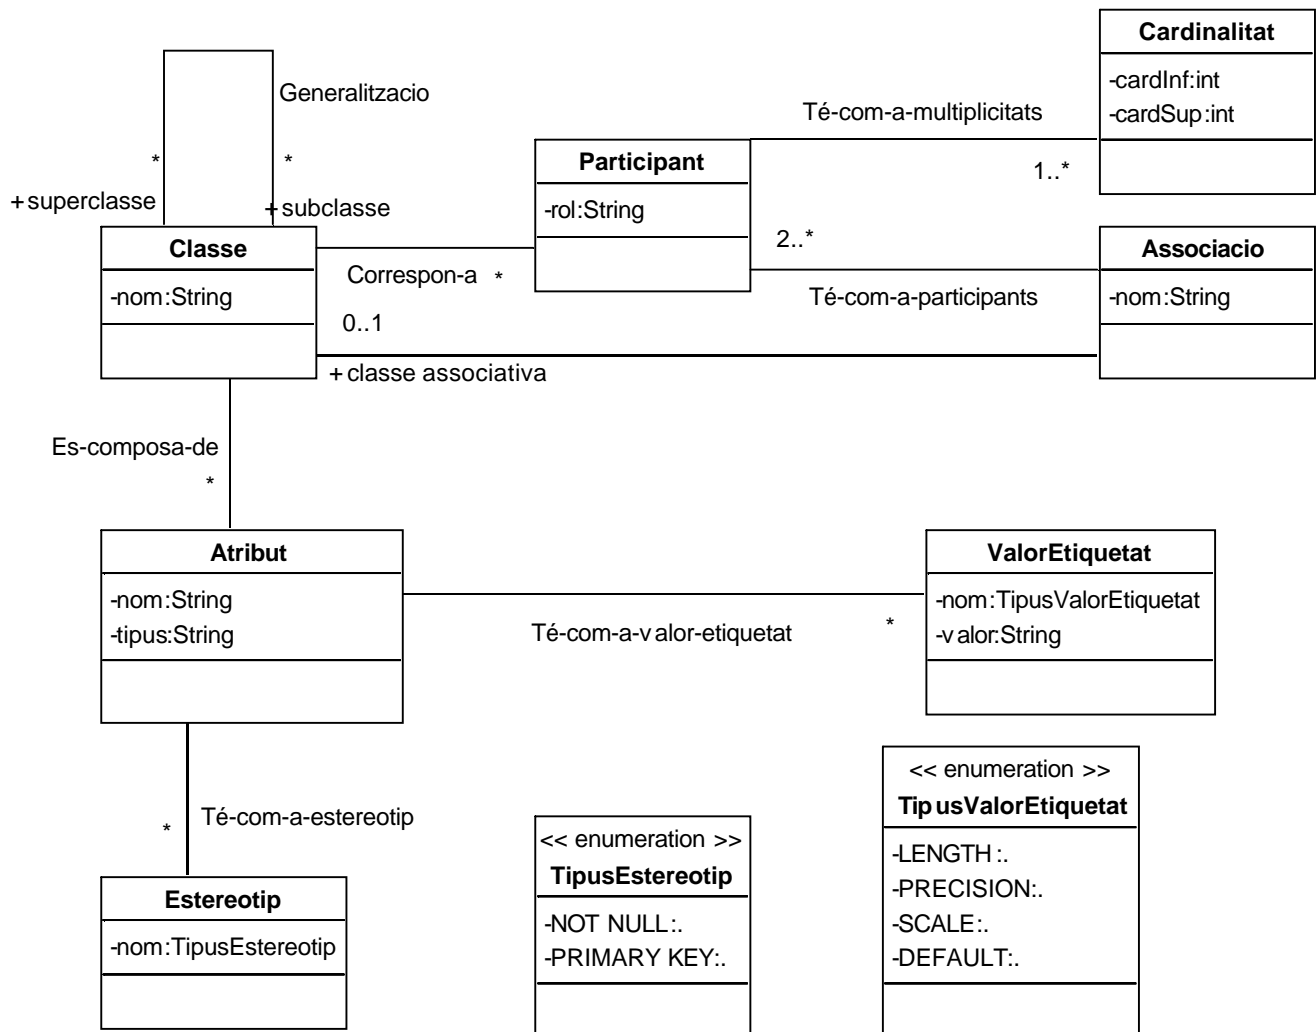 Cardinalitat
-cardInf:int
-cardSup:int
Generalitzacio
Té-com-a-multiplicitats
*
*
Participant
1..*
+superclasse
+subclasse
-rol:String
2..*
Classe
Associacio
-nom:String
Correspon-a
*
Té-com-a-participants
-nom:String
0..1
+classe associativa
Es-composa-de
*
Atribut
ValorEtiquetat
-nom:String
-tipus:String
-nom:TipusValorEtiquetat
-valor:String
Té-com-a-valor-etiquetat
*
<< enumeration >>
TipusValorEtiquetat
Té-com-a-estereotip
*
<< enumeration >>
TipusEstereotip
-LENGTH:.
-PRECISION:.
-SCALE:.
-DEFAULT:.
Estereotip
-nom:TipusEstereotip
-NOT NULL:.
-PRIMARY KEY:.